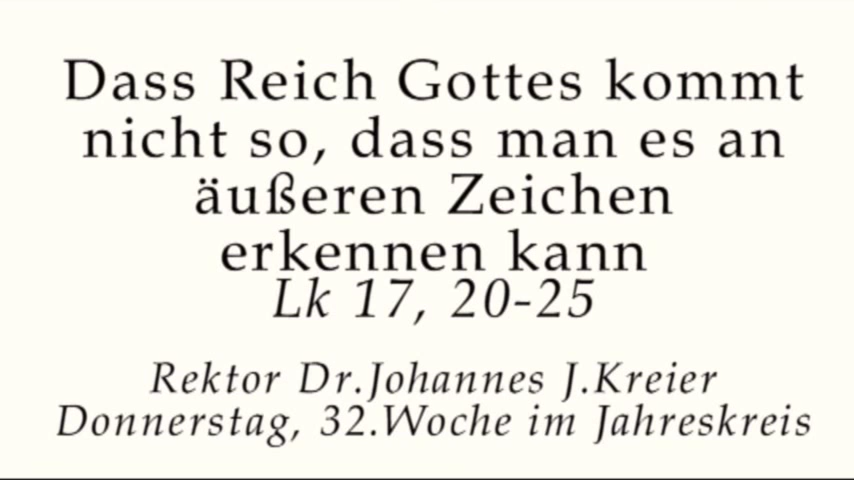 Dass Reich Gottes kommt
nicht so, dass man es an
äußeren Zeichen
erkennen kann
Lk 17, 20-25
Rektor Dr.Johannes J.Kreier
Donnerstag, 32.Woche im Jahreskreis